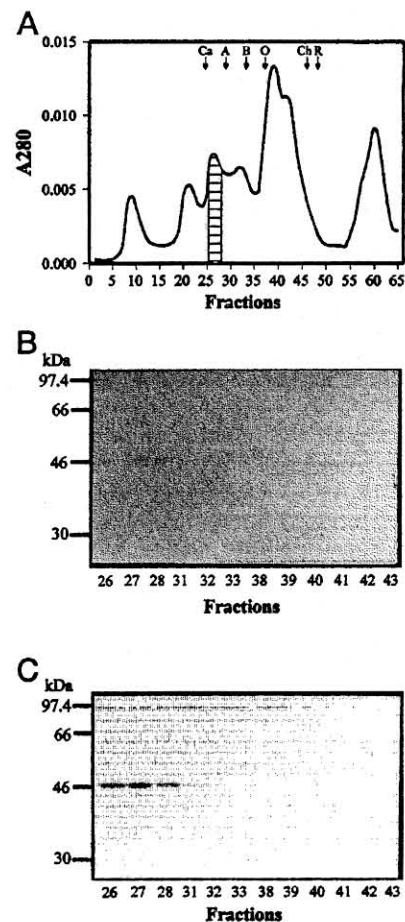 A
0.015
0.010
0.005
0.000
A280
Ca A B O Ch R
0 5 10 15 20 25 30 35 40 45 50 55 60 65
Fractions
B
kDa
97.4
66
46
30
26 27 28 31 32 33 38 39 40 41 42 43
Fractions
C
kDa
97.4
66
46
30
26 27 28 31 32 33 38 39 40 41 42 43
Fractions